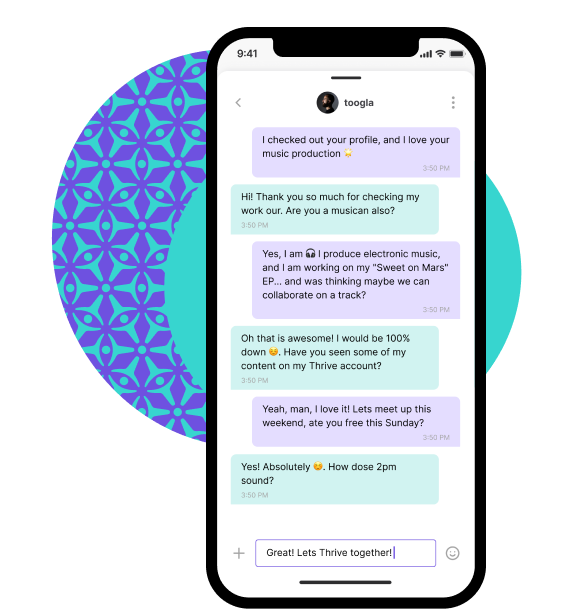 9:41
toogla
I checked out your profile, and I love your
music production
3:50 PM
Hi! Thank you so much for checking my
work our. Are you a musican also?
3:50 PM
Yes, I am 🎧 I produce electronic music,
and I am working on my "Sweet on Mars"
EP... and was thinking maybe we can
collaborate on a track?
3:50 PM
Oh that is awesome! I would be 100%
down 😊. Have you seen some of my
content on my Thrive account?
3:50 PM
Yeah, man, I love it! Lets meet up this
weekend, ate you free this Sunday?
3:50 PM
Yes! Absolutely 😊. How dose 2pm
sound?
3:50 PM
Great! Lets Thrive together!